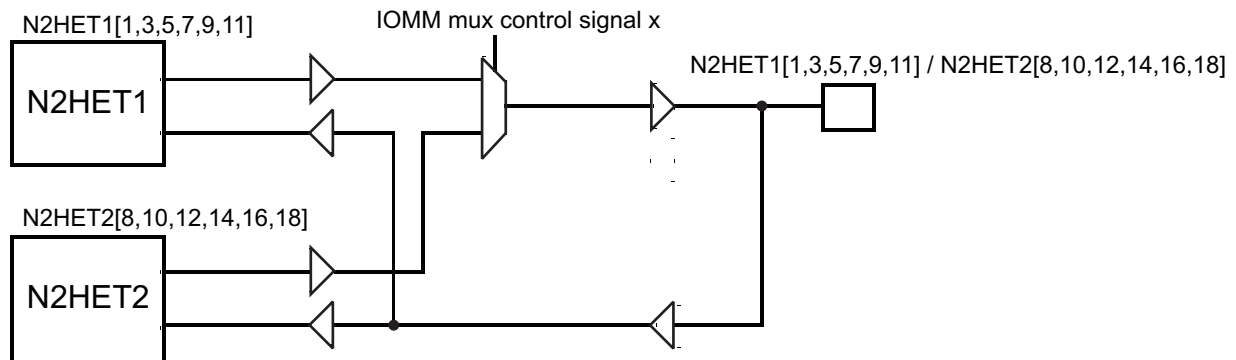 IOMM mux control signal x
N2HET1[1,3,5,7,9,11]
N2HET1[1,3,5,7,9,11] / N2HET2[8,10,12,14,16,18]
N2HET1
N2HET2[8,10,12,14,16,18]
N2HET2